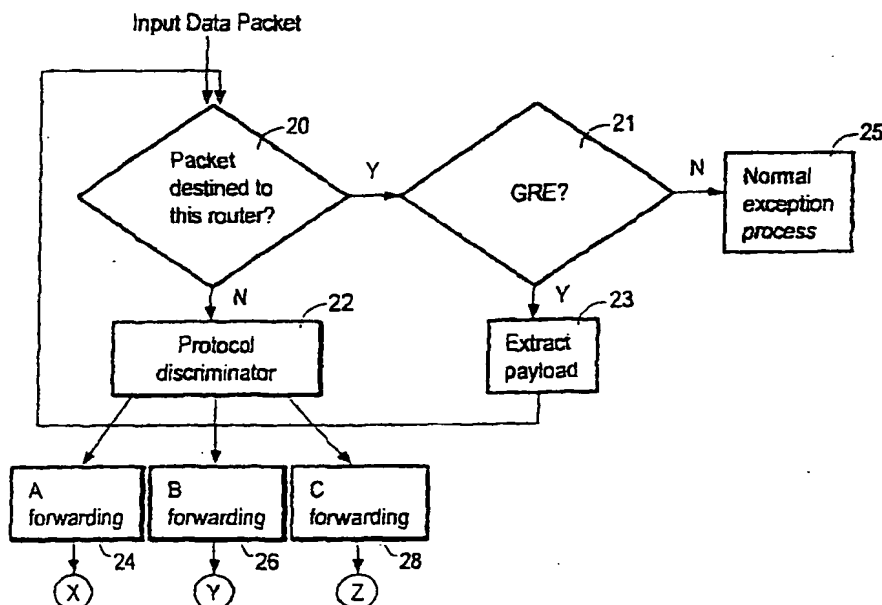 Input Data Packet
20
Packet
destined to
this router?
Y
21
GRE?
N
25
Normal
exception
process
N
22
Protocol
discriminator
Y
23
Extract
payload
A
forwarding
24
B
forwarding
26
C
forwarding
28
X
Y
Z